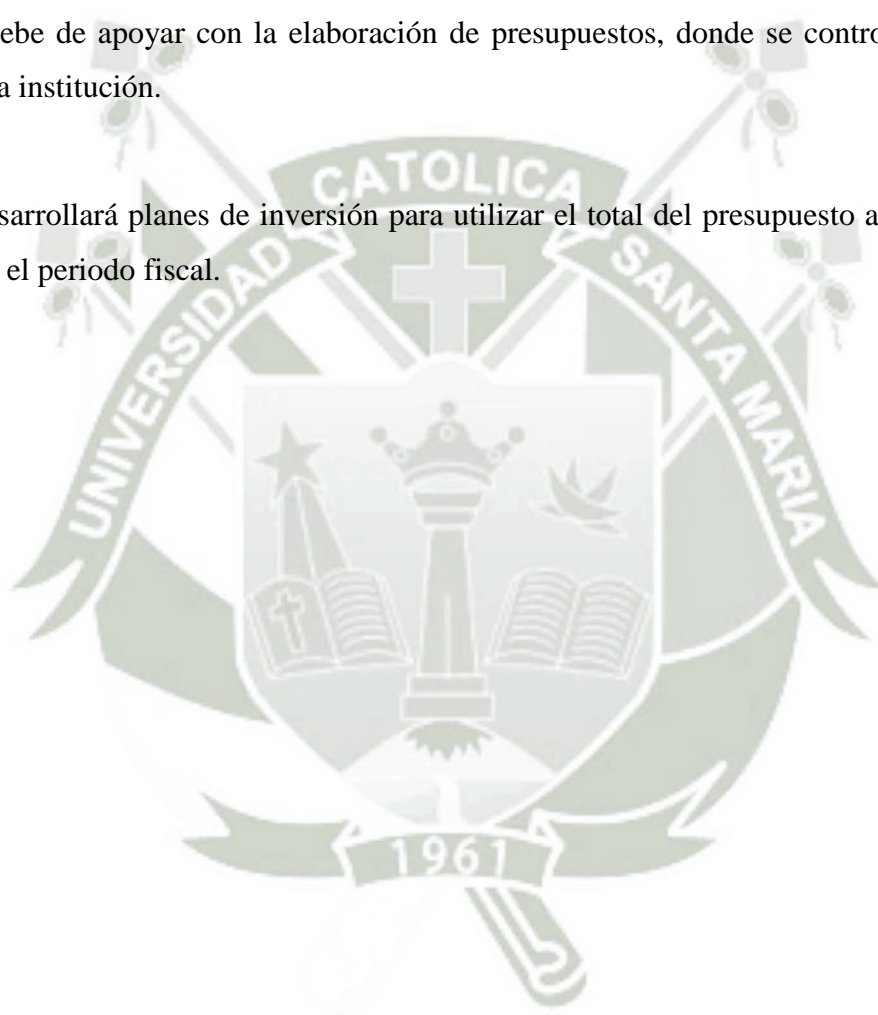 ebe de apoyar con la elaboración de presupuestos, donde se contro
a institución.
sarrollará planes de inversión para utilizar el total del presupuesto a
el periodo fiscal.
UNIVERSIDAD CATOLICA SANTA MARIA
1961